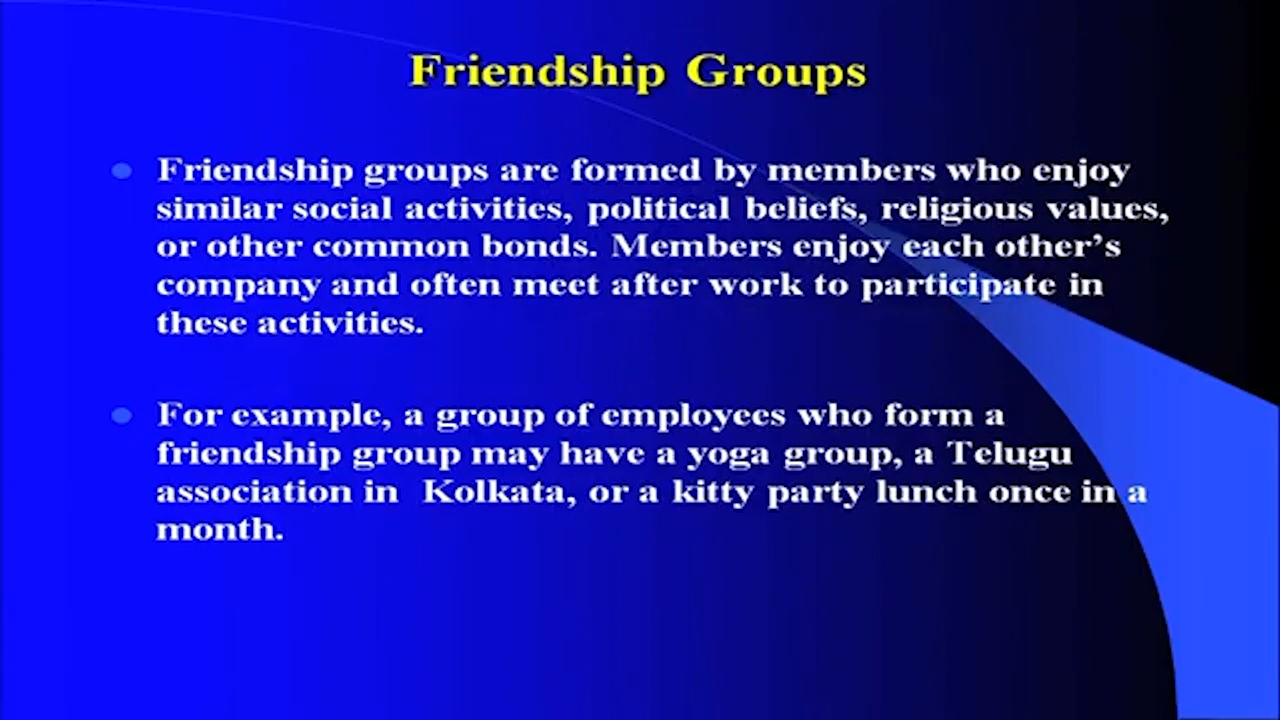 Friendship Groups
Friendship groups are formed by members who enjoy
similar social activities, political beliefs, religious values,
or other common bonds. Members enjoy each other’s
company and often meet after work to participate in
these activities.
For example, a group of employees who form a
friendship group may have a yoga group, a Telugu
association in Kolkata, or a kitty party lunch once in a
month.